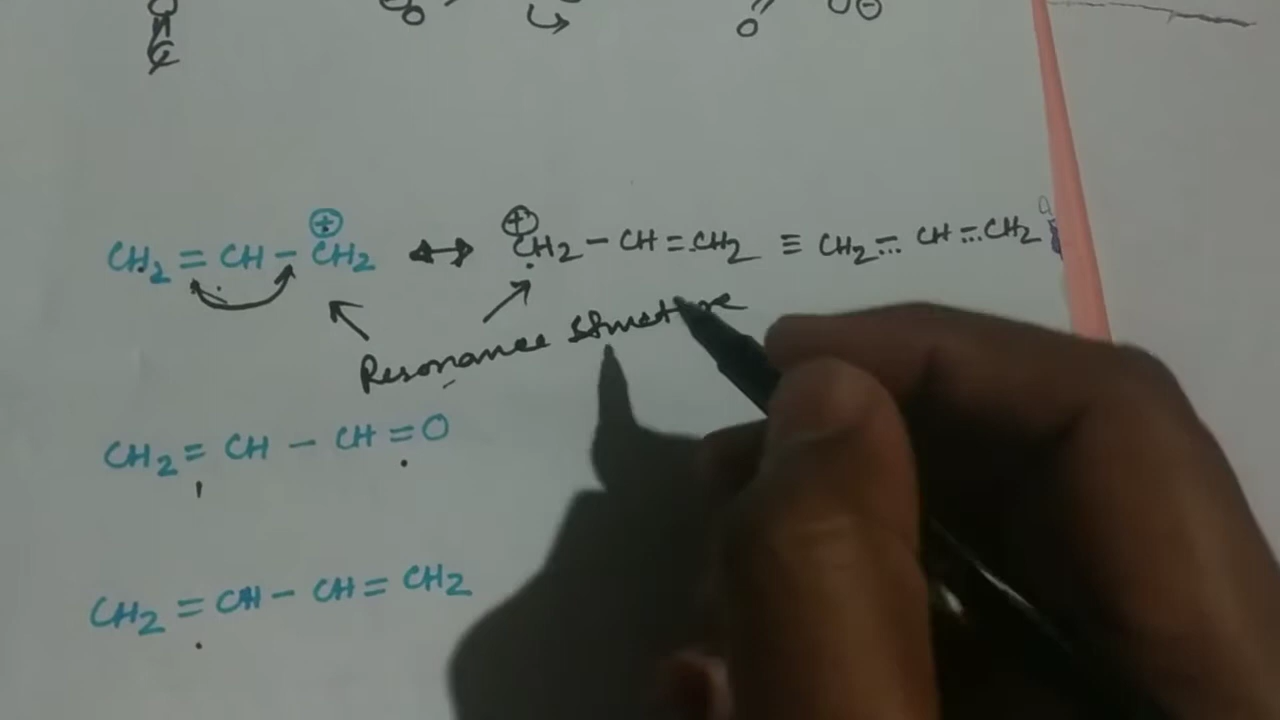 O O O ⊖
CH₂ = CH - CH₂ ⊕ ↔ ⊕ CH₂ - CH = CH₂ ≡ CH₂ ⎓ CH ⎓ CH₂
Resonance Structure
CH₂ = CH - CH = O
CH₂ = CH - CH = CH₂